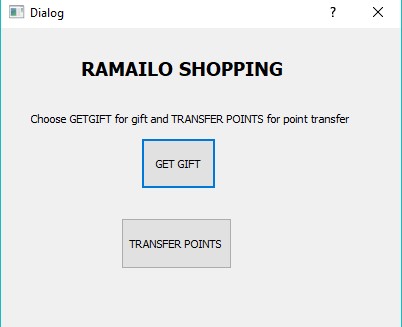 Dialog ?
RAMAILO SHOPPING
Choose GETGIFT for gift and TRANSFER POINTS for point transfer
GET GIFT
TRANSFER POINTS